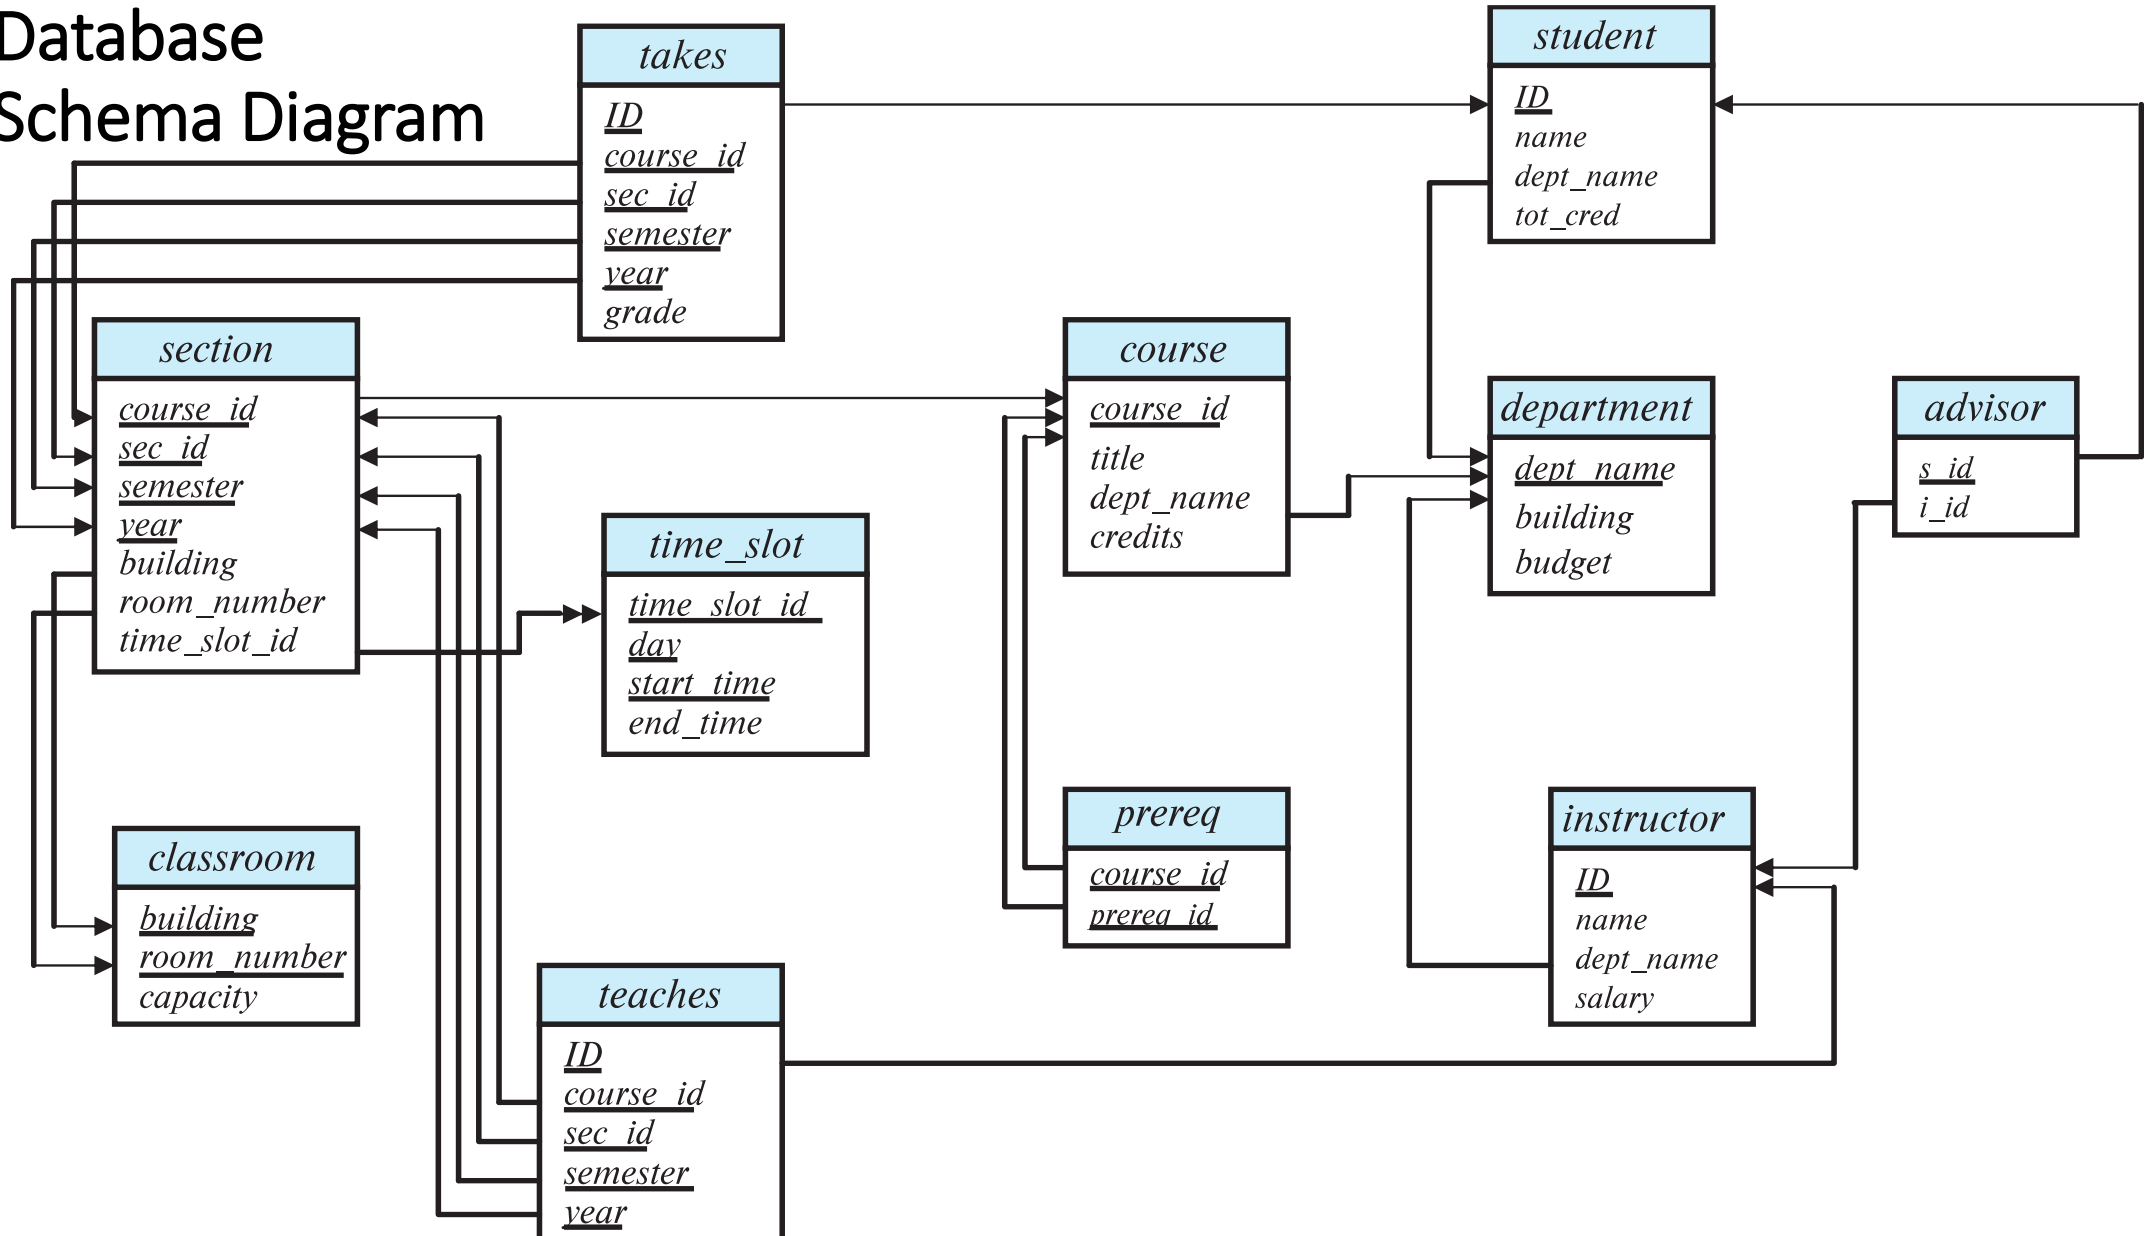 Database
Schema Diagram
takes
ID
course_id
sec_id
semester
year
grade
student
ID
name
dept_name
tot_cred
section
course_id
sec_id
semester
year
building
room_number
time_slot_id
course
course_id
title
dept_name
credits
department
dept_name
building
budget
advisor
s_id
i_id
time_slot
time_slot_id
day
start_time
end_time
prereq
course_id
prereq_id
instructor
ID
name
dept_name
salary
classroom
building
room_number
capacity
teaches
ID
course_id
sec_id
semester
year